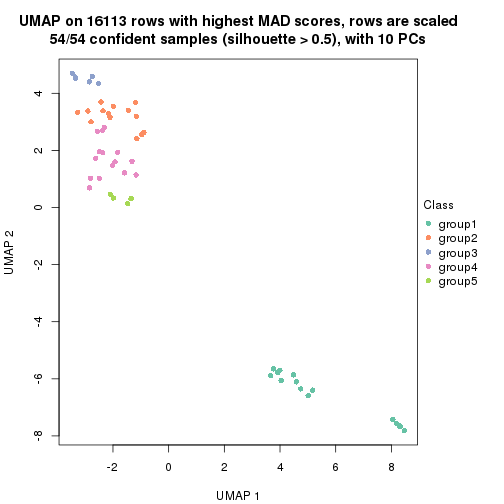 UMAP on 16113 rows with highest MAD scores, rows are scaled
54/54 confident samples (silhouette > 0.5), with 10 PCs
4
2
0
-2
-4
-6
-8
UMAP 2
-2
0
2
4
6
8
UMAP 1
Class
group1
group2
group3
group4
group5